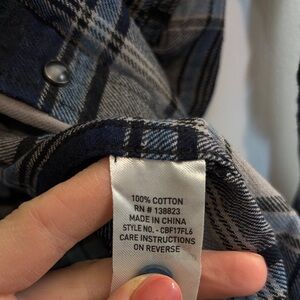 100% COTTON
RN # 138823
MADE IN CHINA
STYLE NO. - CBF17FL6
CARE INSTRUCTIONS
ON REVERSE